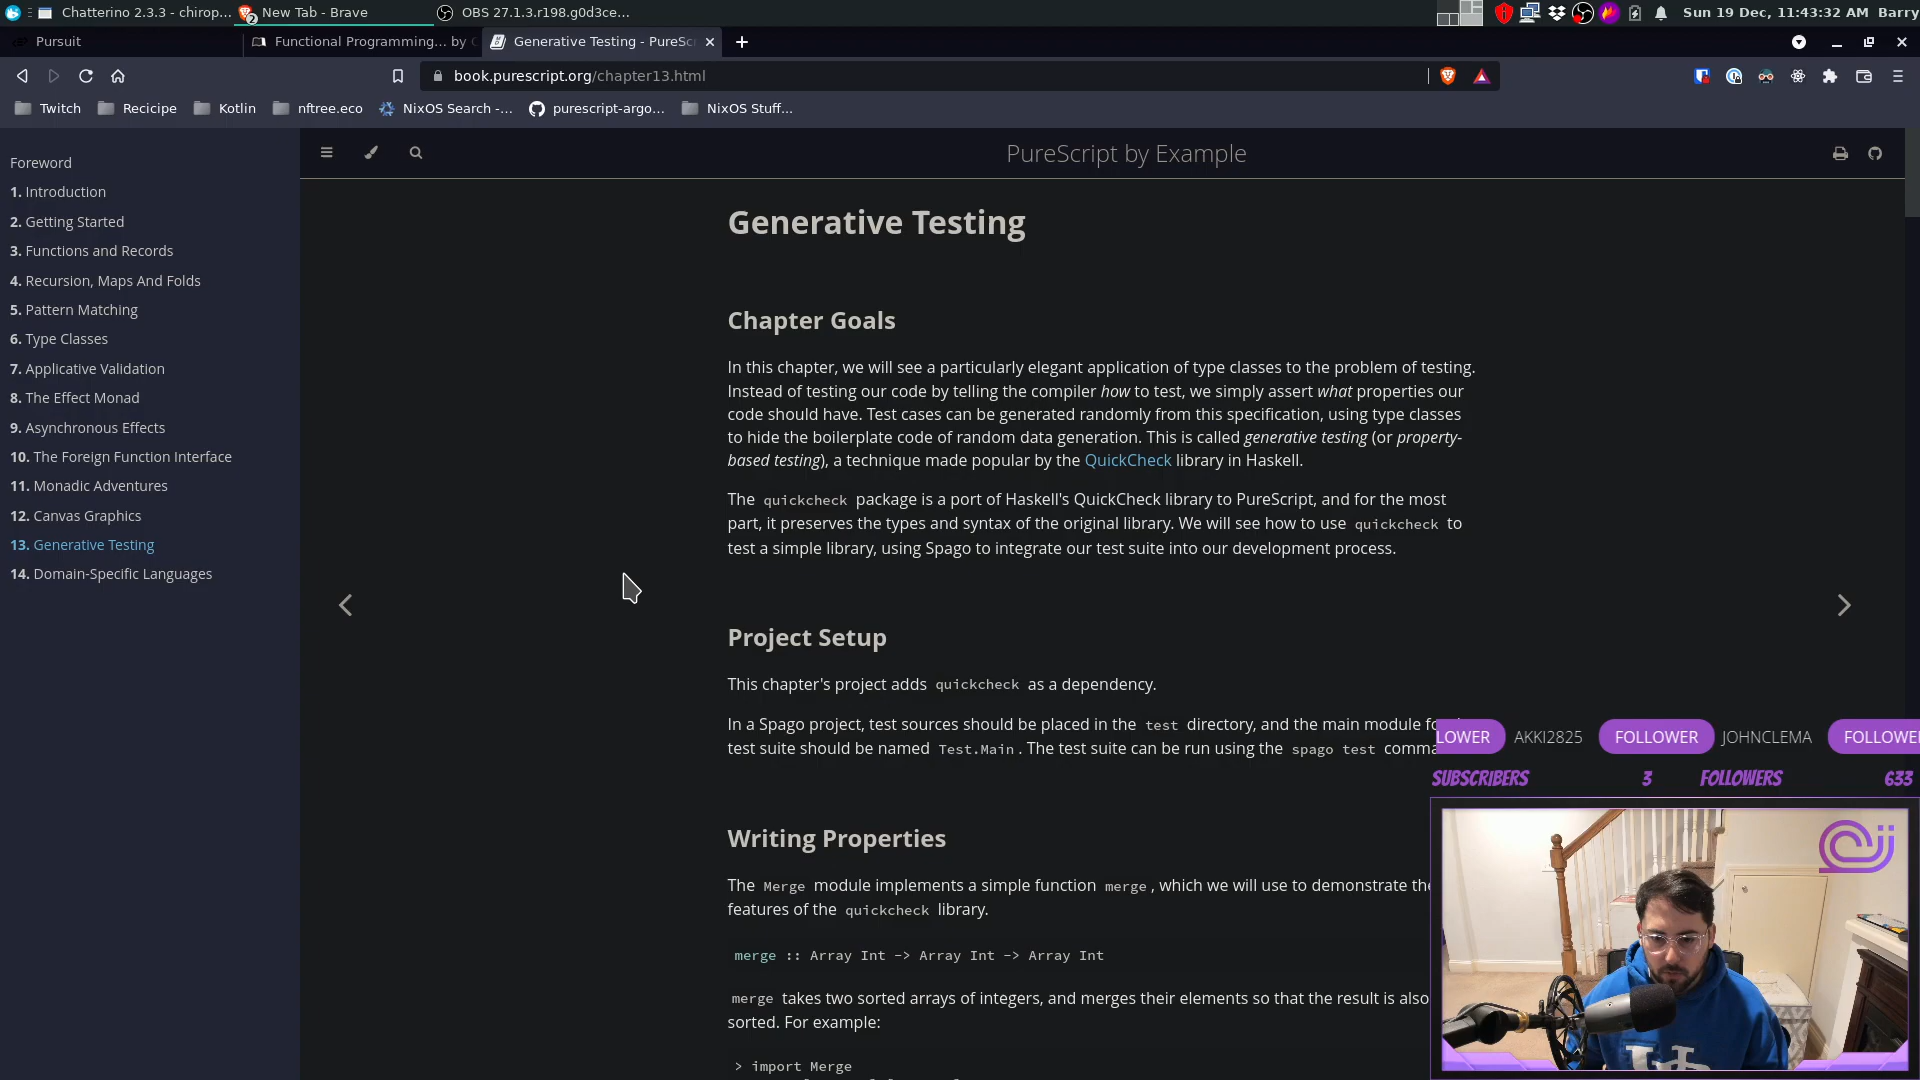 Chatterino 2.3.3 - chirop...
2
New Tab - Brave
OBS 27.1.3.r198.g0d3ce...
Sun 19 Dec, 11:43:32 AM
Barry
Pursuit
Functional Programming... by
Generative Testing - PureSc
book.purescript.org/chapter13.html
Twitch
Recicipe
Kotlin
nftree.eco
NixOS Search -...
purescript-argo...
NixOS Stuff...
Foreword
1. Introduction
2. Getting Started
3. Functions and Records
4. Recursion, Maps And Folds
5. Pattern Matching
6. Type Classes
7. Applicative Validation
8. The Effect Monad
9. Asynchronous Effects
10. The Foreign Function Interface
11. Monadic Adventures
12. Canvas Graphics
13. Generative Testing
14. Domain-Specific Languages
PureScript by Example
Generative Testing
Chapter Goals
In this chapter, we will see a particularly elegant application of type classes to the problem of testing.
Instead of testing our code by telling the compiler how to test, we simply assert what properties our
code should have. Test cases can be generated randomly from this specification, using type classes
to hide the boilerplate code of random data generation. This is called generative testing (or property-
based testing), a technique made popular by the QuickCheck library in Haskell.
The quickcheck package is a port of Haskell's QuickCheck library to PureScript, and for the most
part, it preserves the types and syntax of the original library. We will see how to use quickcheck to
test a simple library, using Spago to integrate our test suite into our development process.
Project Setup
This chapter's project adds quickcheck as a dependency.
In a Spago project, test sources should be placed in the test directory, and the main module fo
test suite should be named Test.Main. The test suite can be run using the spago test comma
LOWER AKKI2825 FOLLOWER JOHNCLEMA FOLLOWE
SUBSCRIBERS 3 FOLLOWERS 633
Writing Properties
The Merge module implements a simple function merge, which we will use to demonstrate the
features of the quickcheck library.
merge :: Array Int -> Array Int -> Array Int
merge takes two sorted arrays of integers, and merges their elements so that the result is also
sorted. For example:
> import Merge